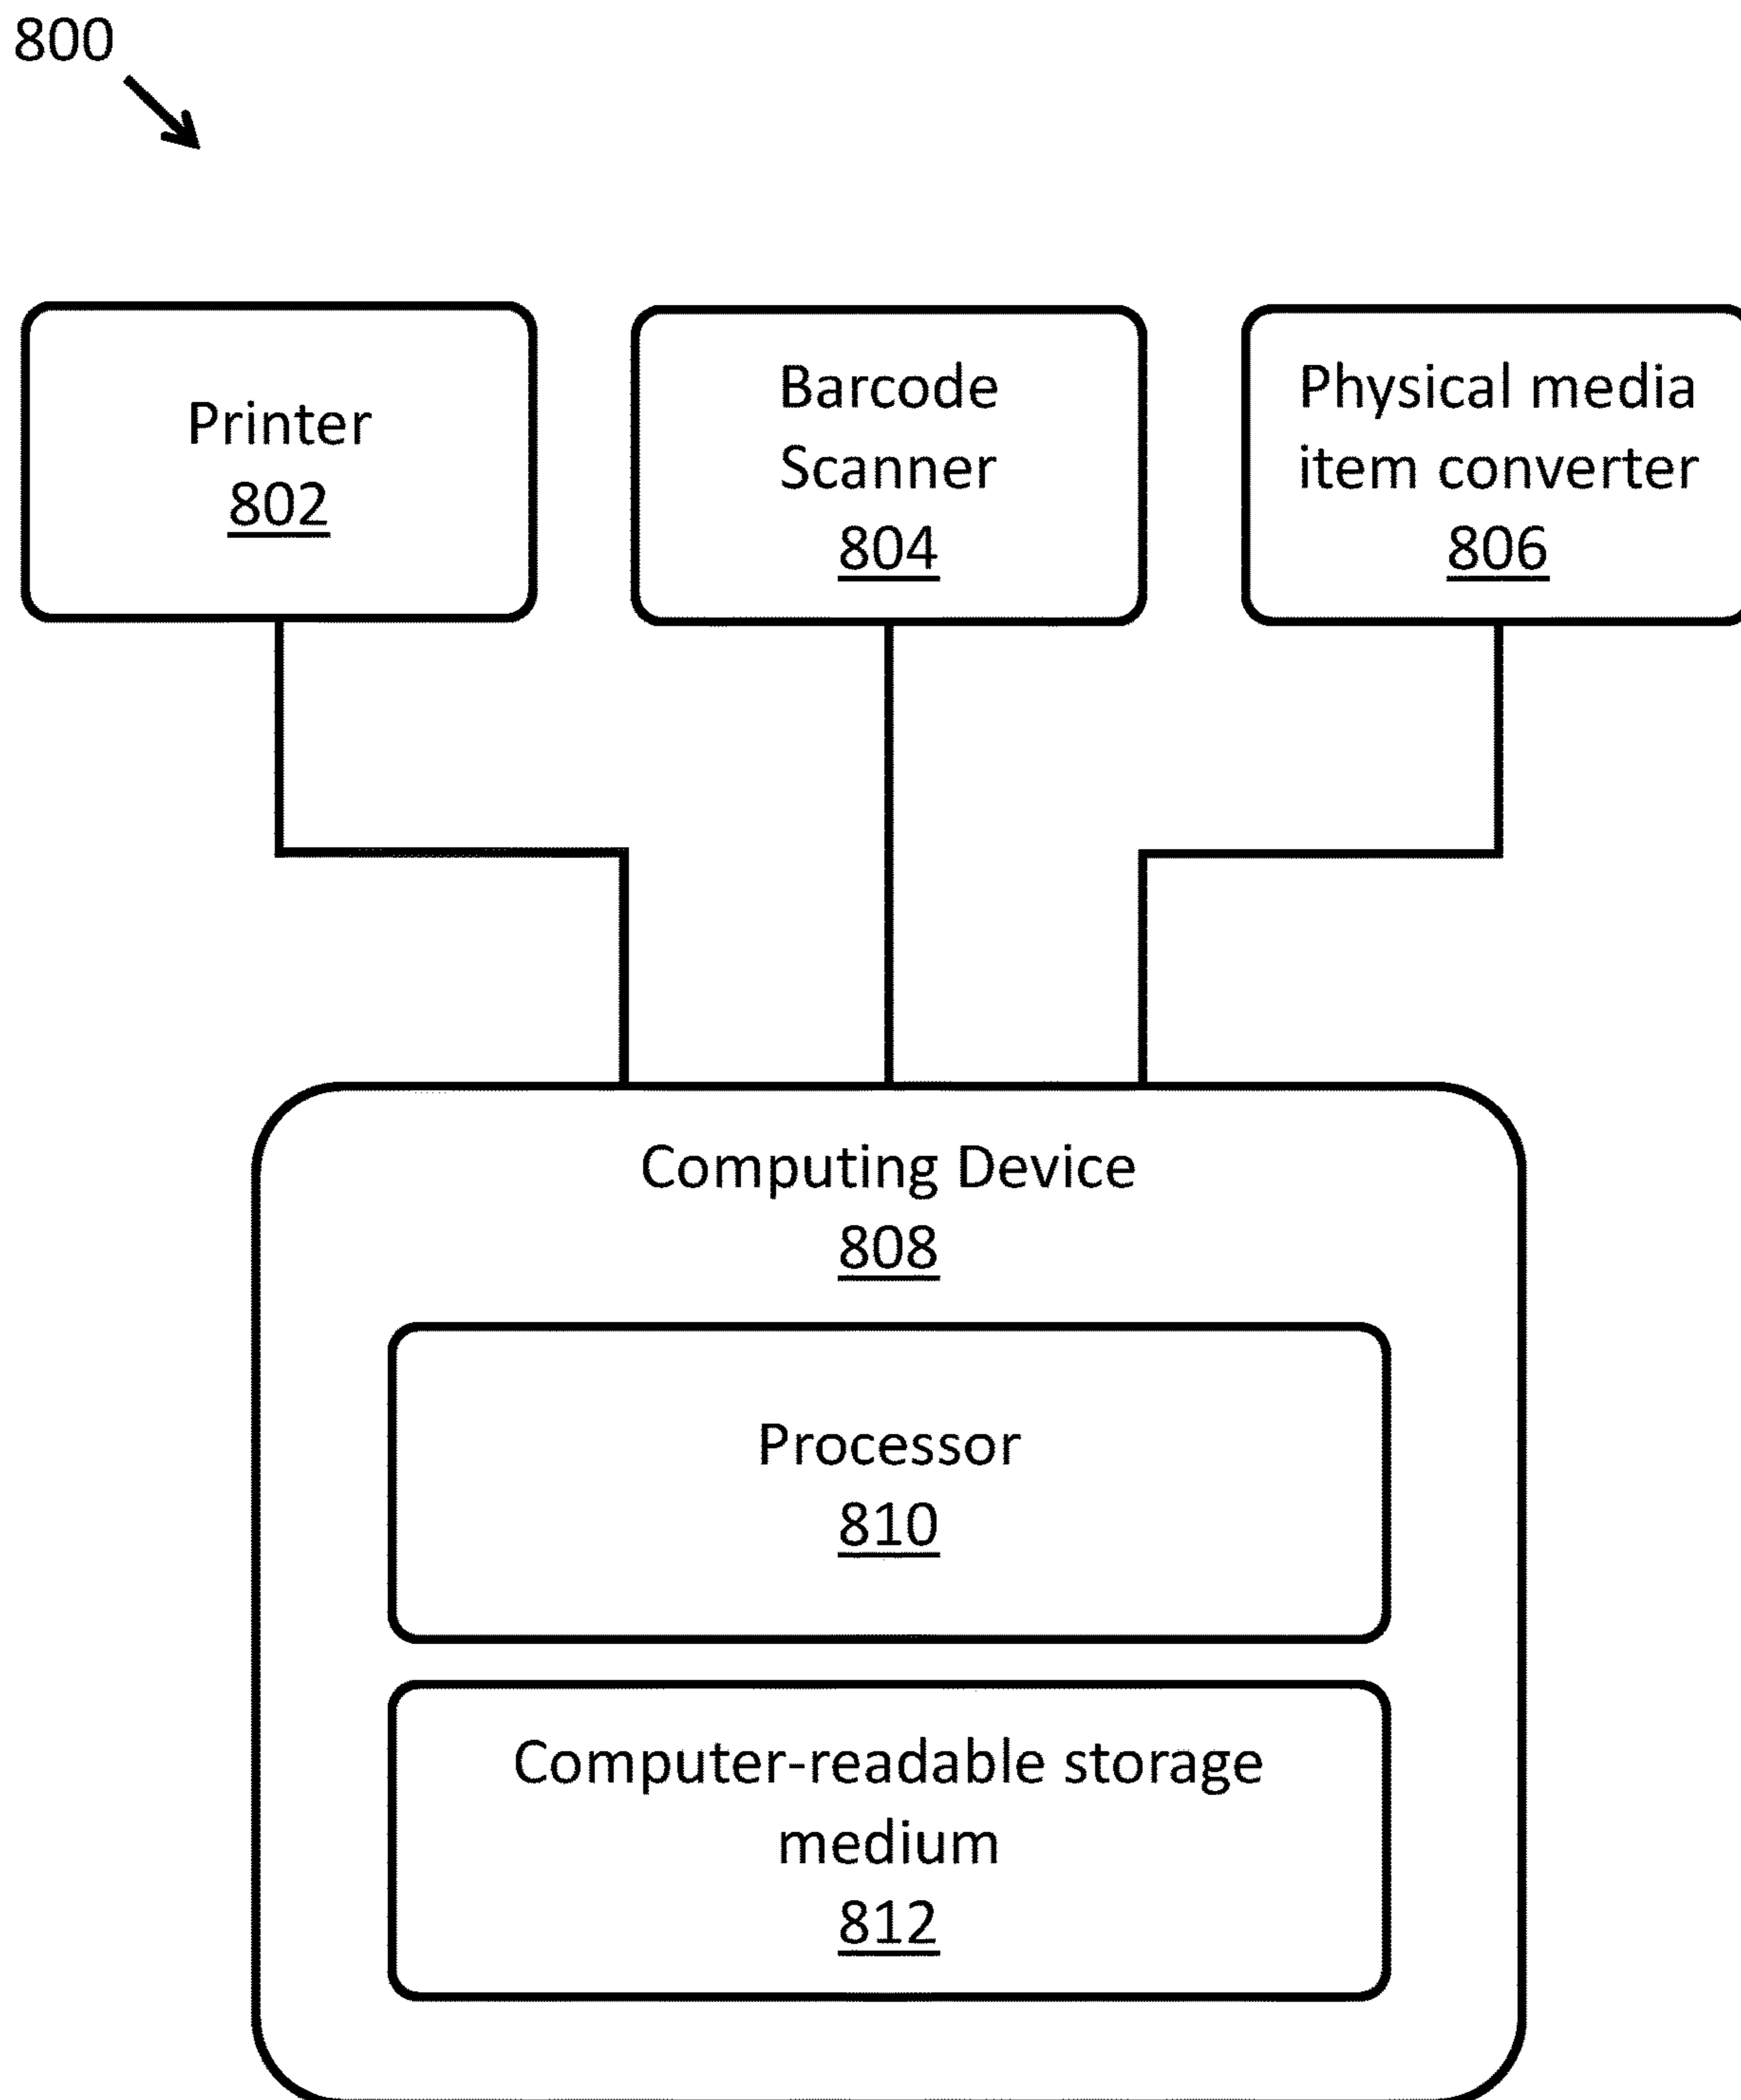 800
Printer
802
Barcode
Scanner
804
Physical media
item converter
806
Computing Device
808
Processor
810
Computer-readable storage
medium
812